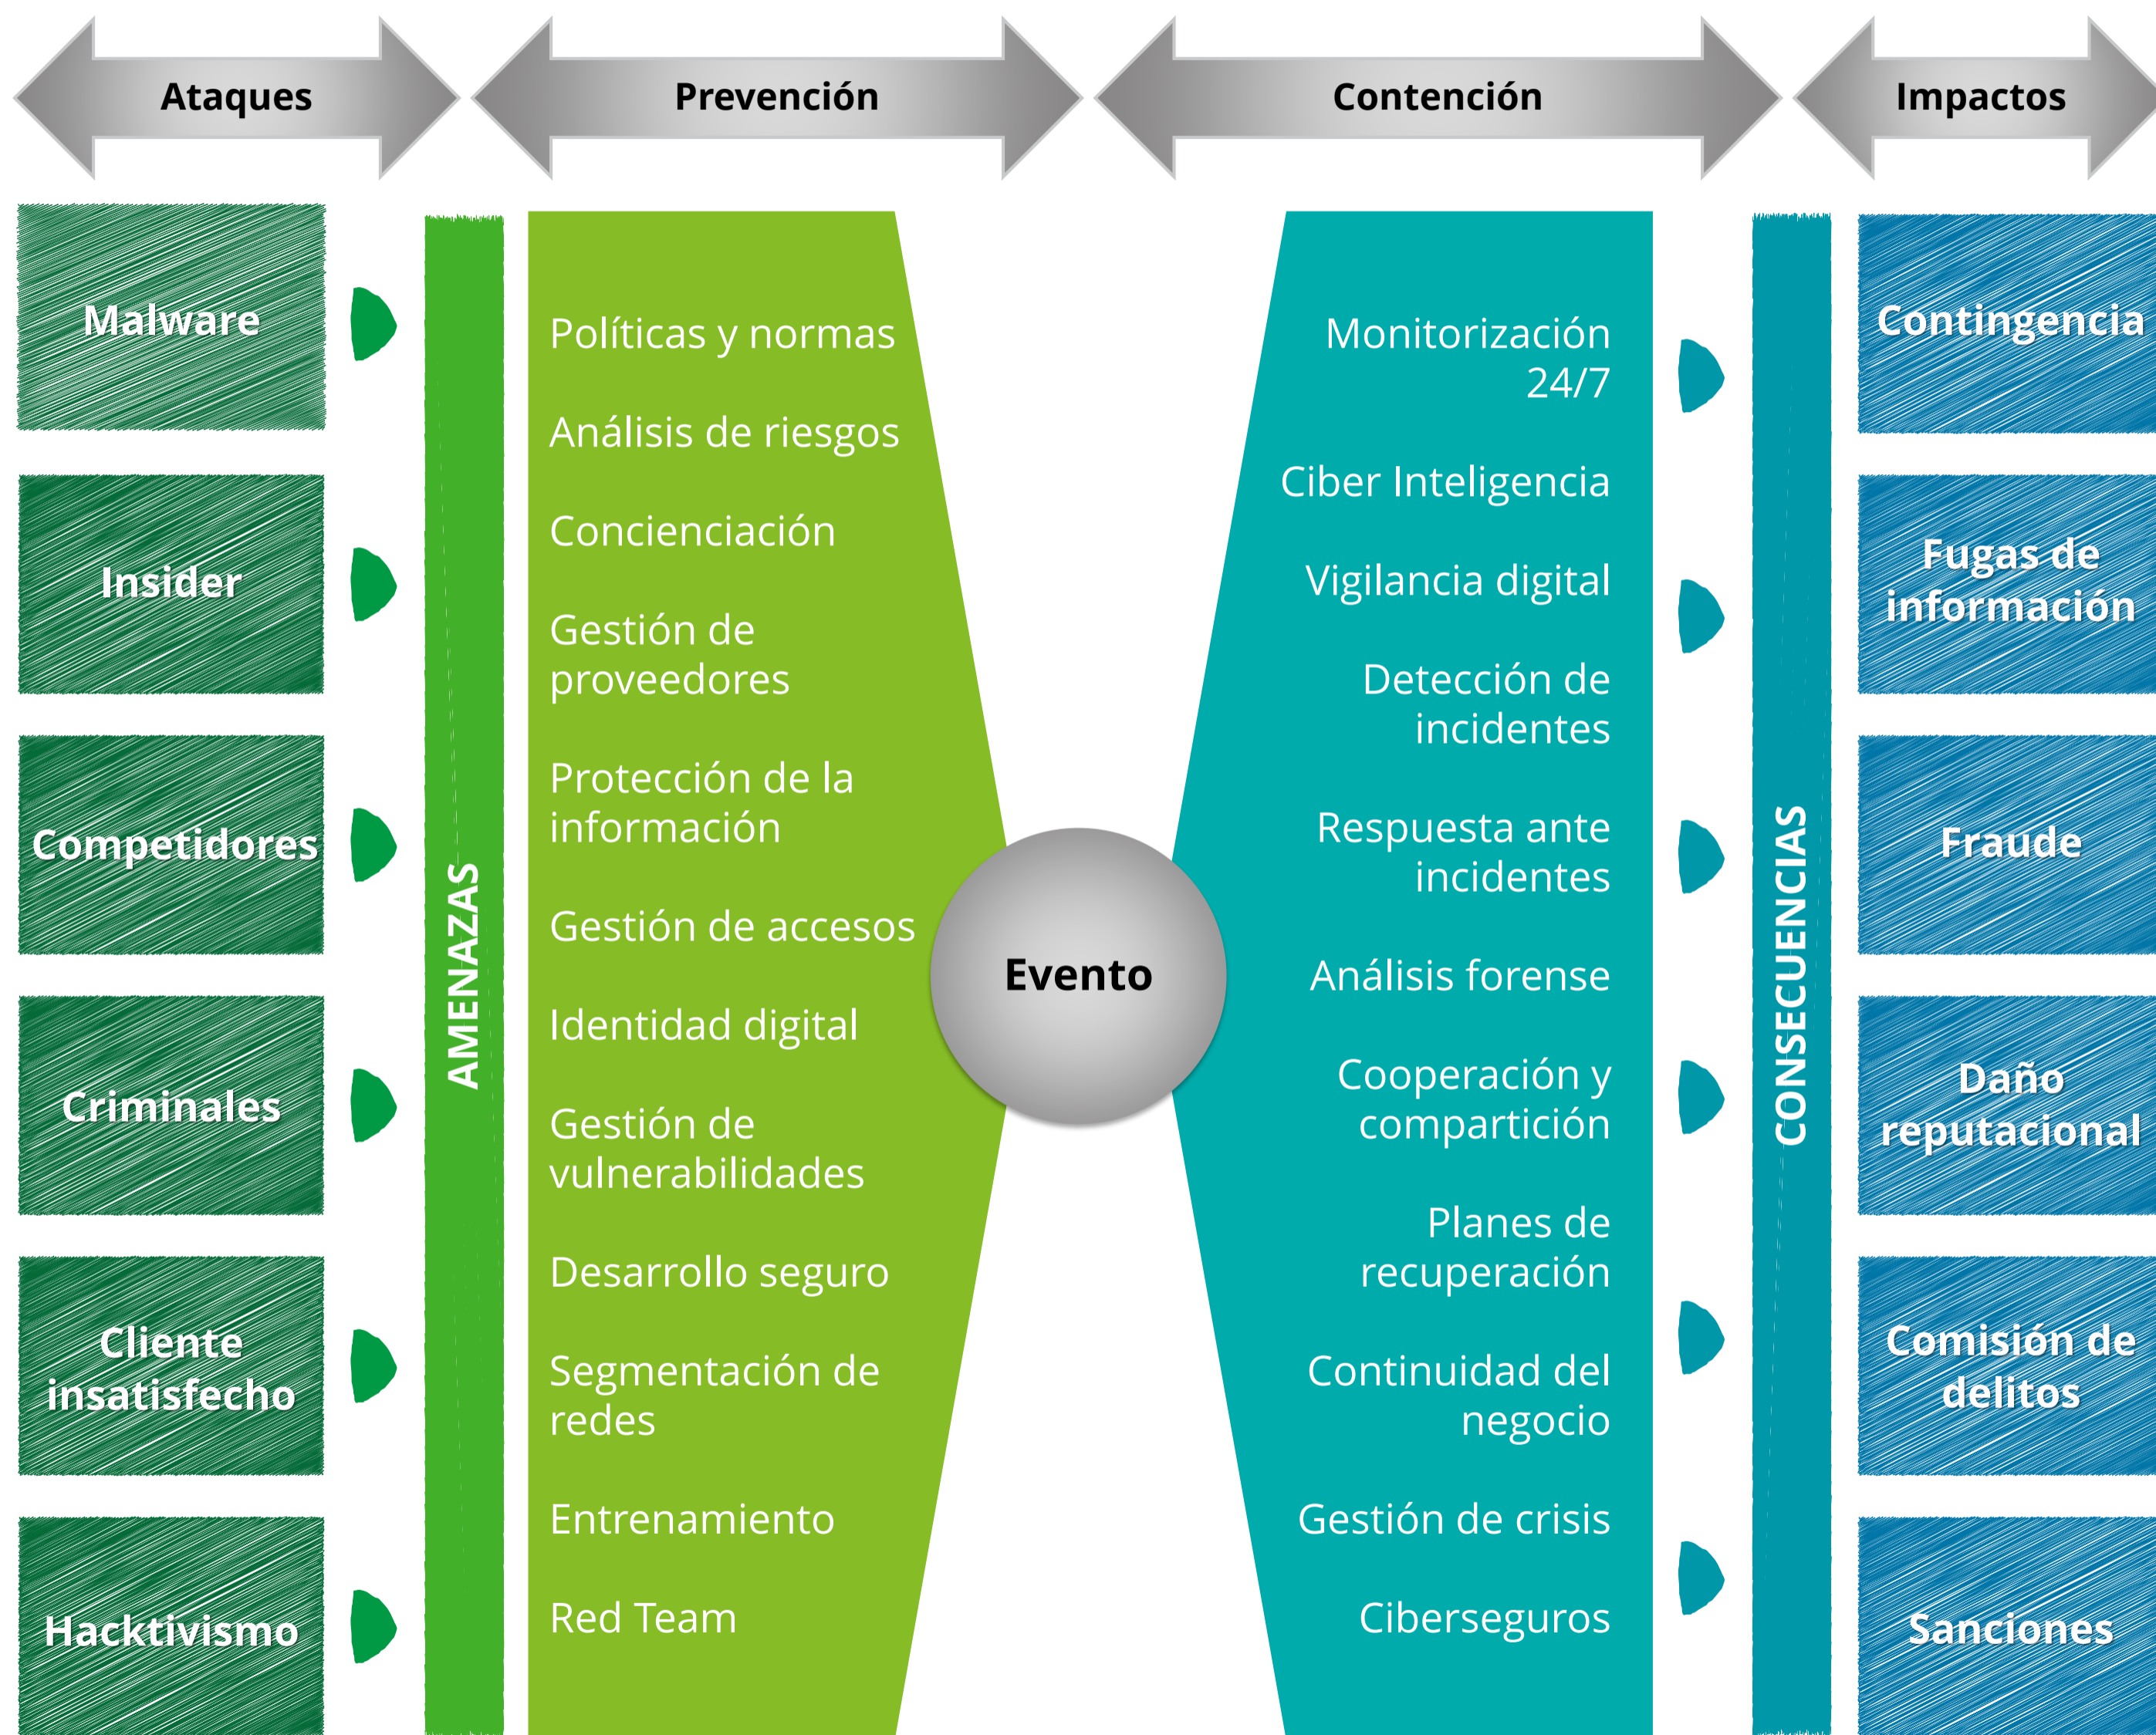 Ataques
Prevención
Contención
Impactos
Malware
Insider
Competidores
Criminales
Cliente
insatisfecho
Hacktivismo
AMENAZAS
Políticas y normas
Análisis de riesgos
Concienciación
Gestión de
proveedores
Protección de la
información
Gestión de accesos
Identidad digital
Gestión de
vulnerabilidades
Desarrollo seguro
Segmentación de
redes
Entrenamiento
Red Team
Evento
Monitorización
24/7
Ciber Inteligencia
Vigilancia digital
Detección de
incidentes
Respuesta ante
incidentes
Análisis forense
Cooperación y
compartición
Planes de
recuperación
Continuidad del
negocio
Gestión de crisis
Ciberseguros
CONSECUENCIAS
Contingencia
Fugas de
información
Fraude
Daño
reputacional
Comisión de
delitos
Sanciones